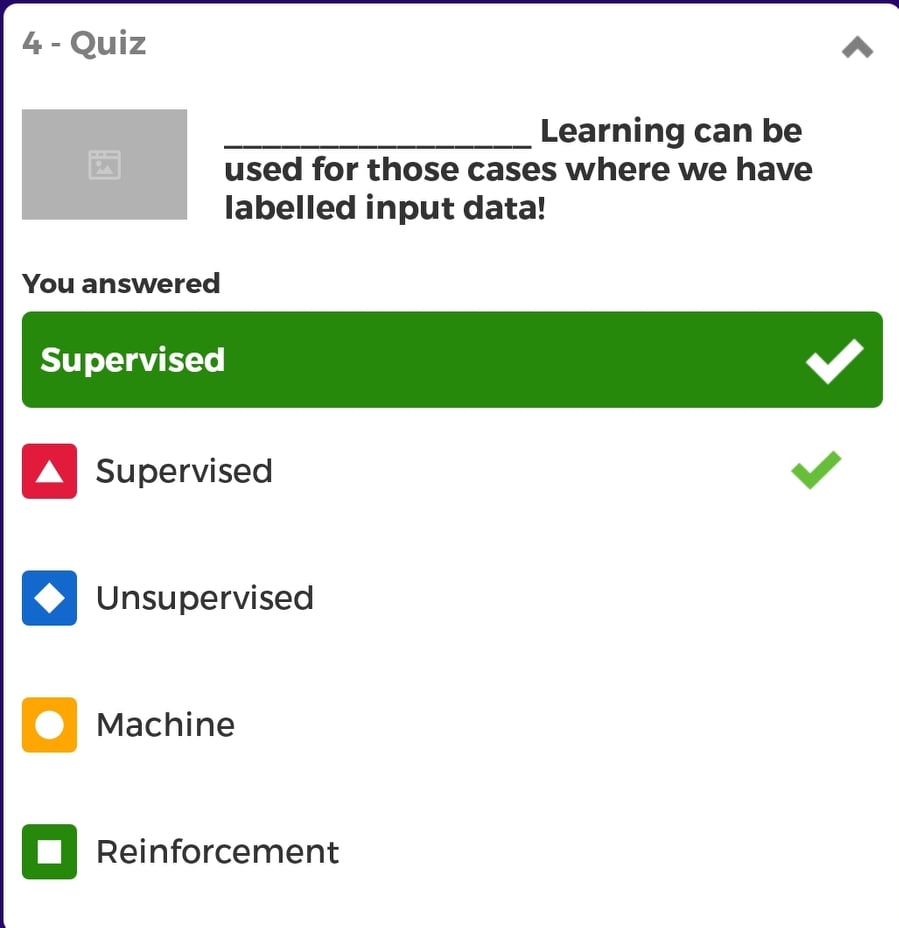 4 - Quiz
________________ Learning can be
used for those cases where we have
labelled input data!
You answered
Supervised
Supervised
Unsupervised
Machine
Reinforcement